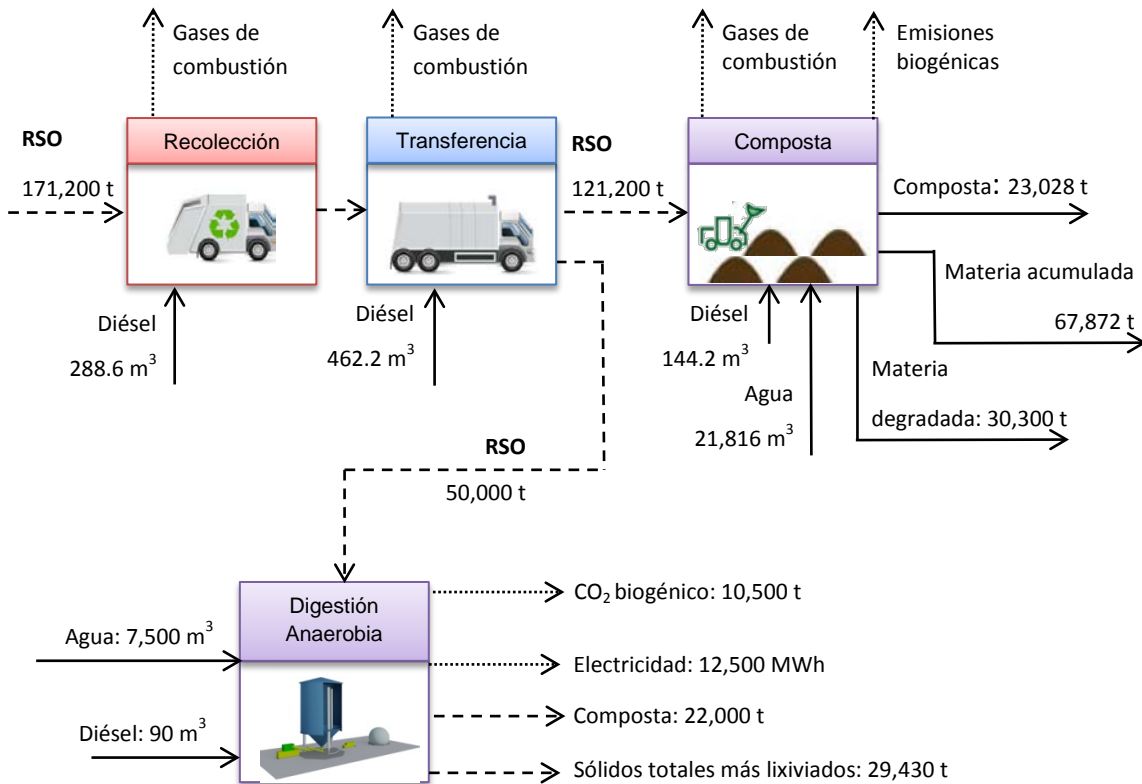 Gases de
combustión
Gases de
combustión
Gases de
combustión
Emisiones
biogénicas
RSO
171,200 t
Recolección
Transferencia
RSO
121,200 t
Composta
Composta: 23,028 t
Materia acumulada
67,872 t
Diésel
288.6 m³
Diésel
462.2 m³
Diésel
144.2 m³
Agua
21,816 m³
Materia
degradada: 30,300 t
RSO
50,000 t
Digestión
Anaerobia
Agua: 7,500 m³
Diésel: 90 m³
CO₂ biogénico: 10,500 t
Electricidad: 12,500 MWh
Composta: 22,000 t
Sólidos totales más lixiviados: 29,430 t